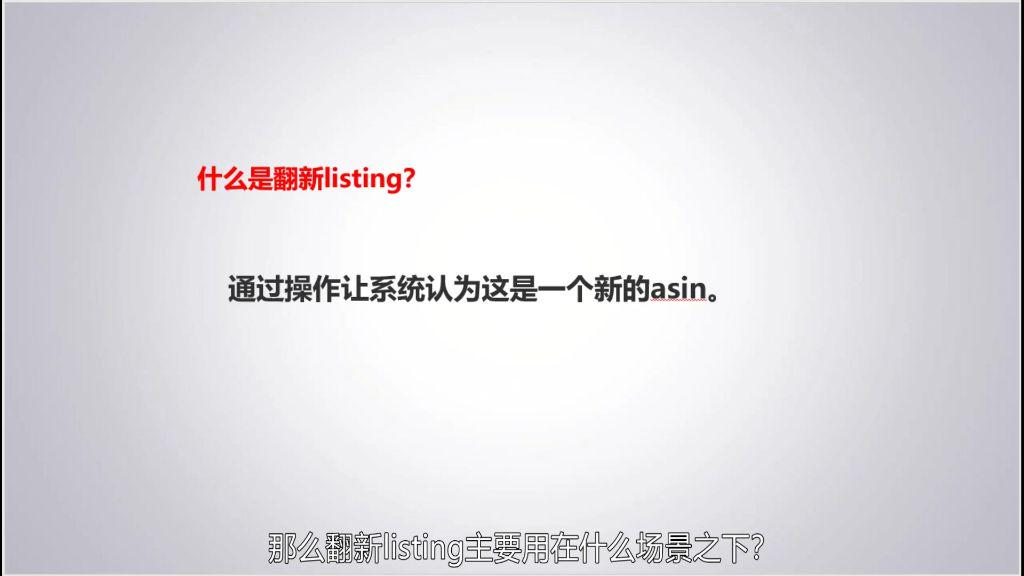 什么是翻新listing？
通过操作让系统认为这是一个新的asin。
那么翻新listing主要用在什么场景之下?